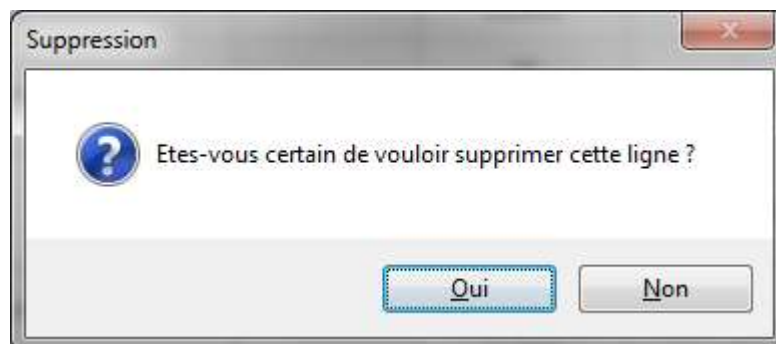 Suppression
Etes-vous certain de vouloir supprimer cette ligne ?
Oui
Non